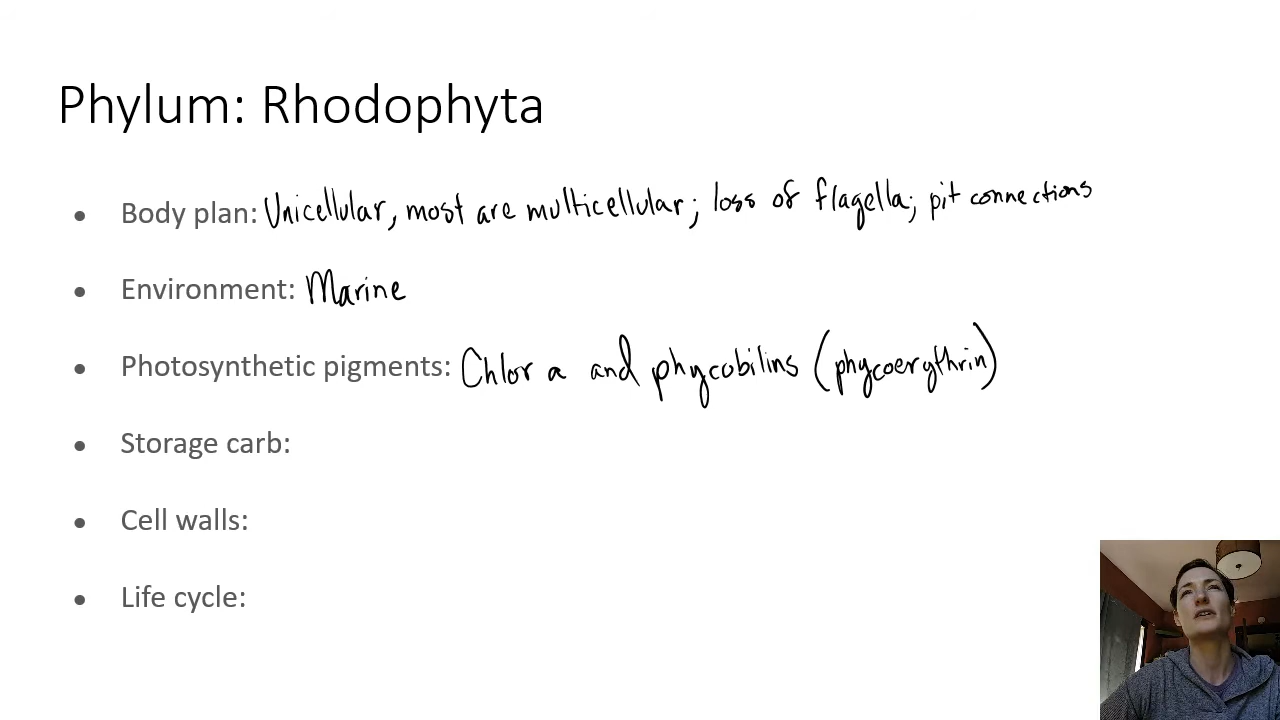 Phylum: Rhodophyta
• Body plan: Unicellular, most are multicellular; loss of flagella; pit connections
• Environment: Marine
• Photosynthetic pigments: Chlor a and phycobilins (phycoerythrin)
• Storage carb:
• Cell walls:
• Life cycle: